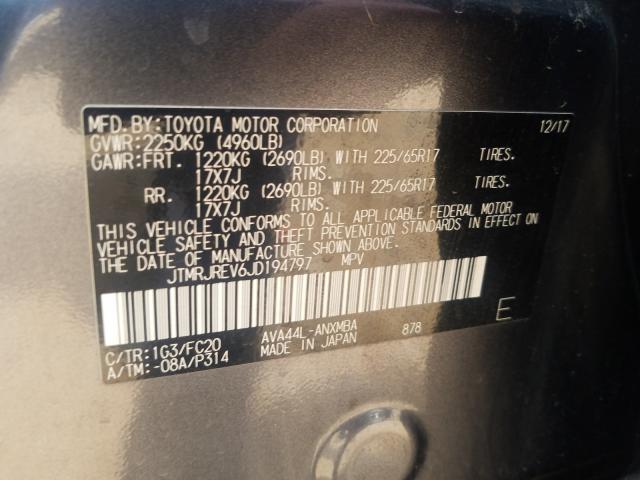 MFD. BY: TOYOTA MOTOR CORPORATION 12/17
GVWR: 2250KG (4960LB)
GAWR: FRT. 1220KG (2690LB) WITH 225/65R17 TIRES.
17X7J RIMS.
RR. 1220KG (2690LB) WITH 225/65R17 TIRES.
17X7J RIMS.
THIS VEHICLE CONFORMS TO ALL APPLICABLE FEDERAL MOTOR
VEHICLE SAFETY AND THEFT PREVENTION STANDARDS IN EFFECT ON
THE DATE OF MANUFACTURE SHOWN ABOVE.
JTMRJREV6JD194797 MPV
E
C/TR: 1G3/FC20 AVA44L-ANXMBA 878
A/TM: -08A/P314 MADE IN JAPAN